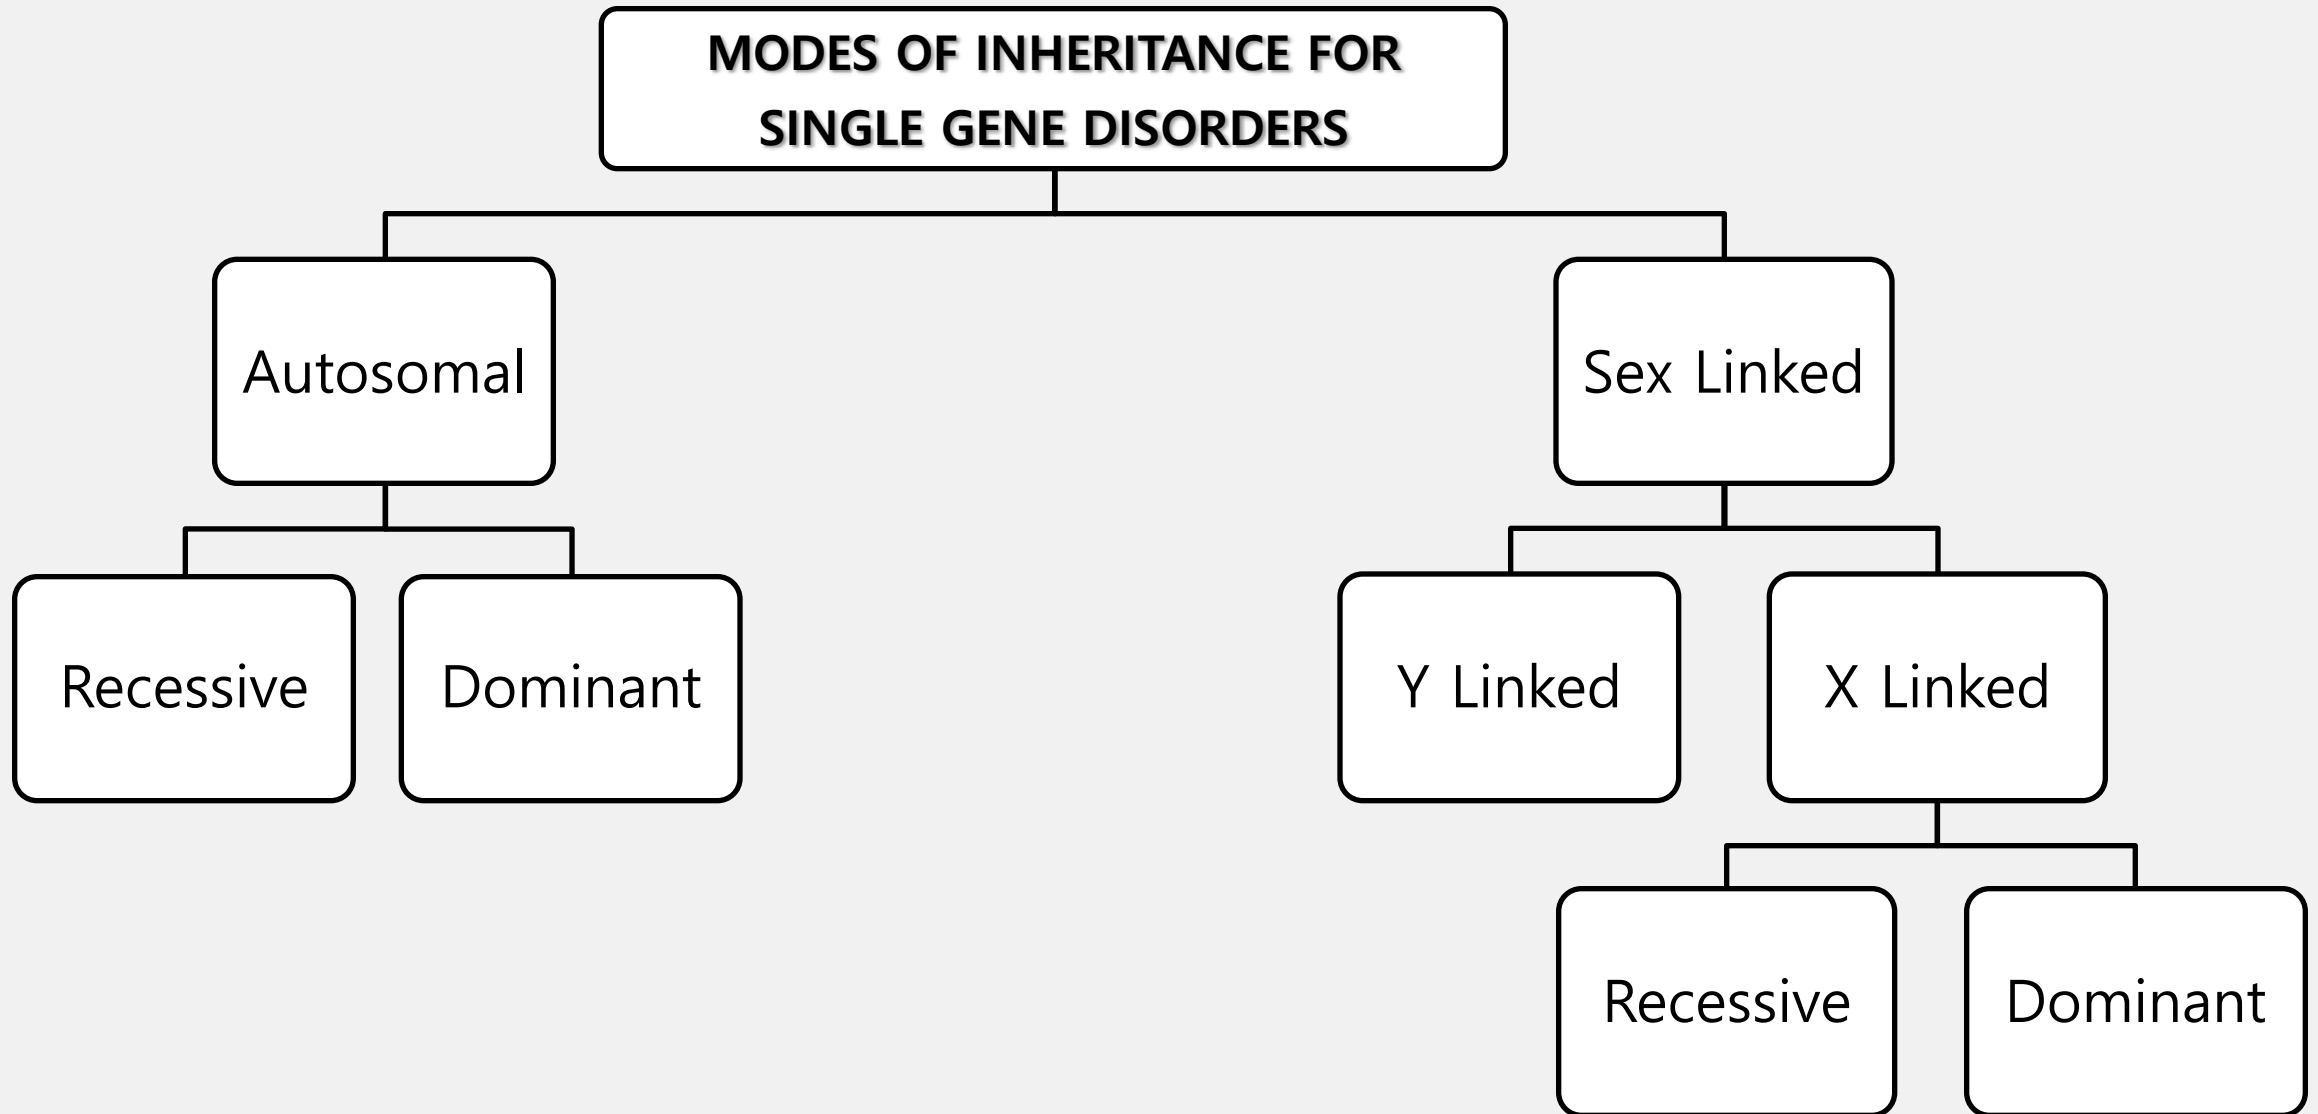 MODES OF INHERITANCE FOR
SINGLE GENE DISORDERS
Autosomal
Sex Linked
Recessive
Dominant
Y Linked
X Linked
Recessive
Dominant